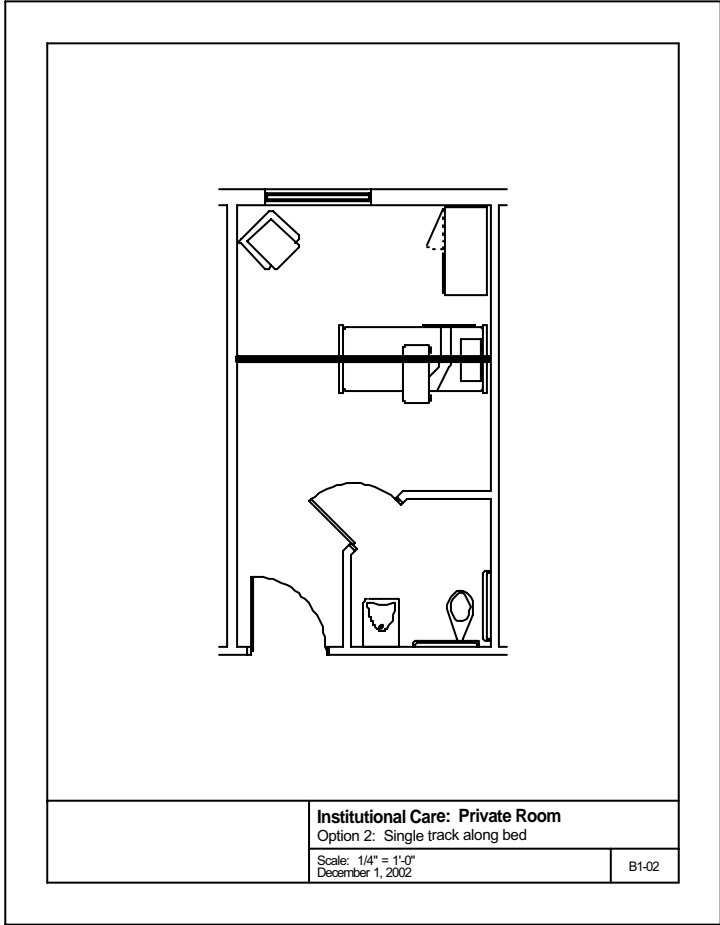 Institutional Care: Private Room
Option 2: Single track along bed
Scale: 1/4" = 1'-0"
December 1, 2002
B1-02